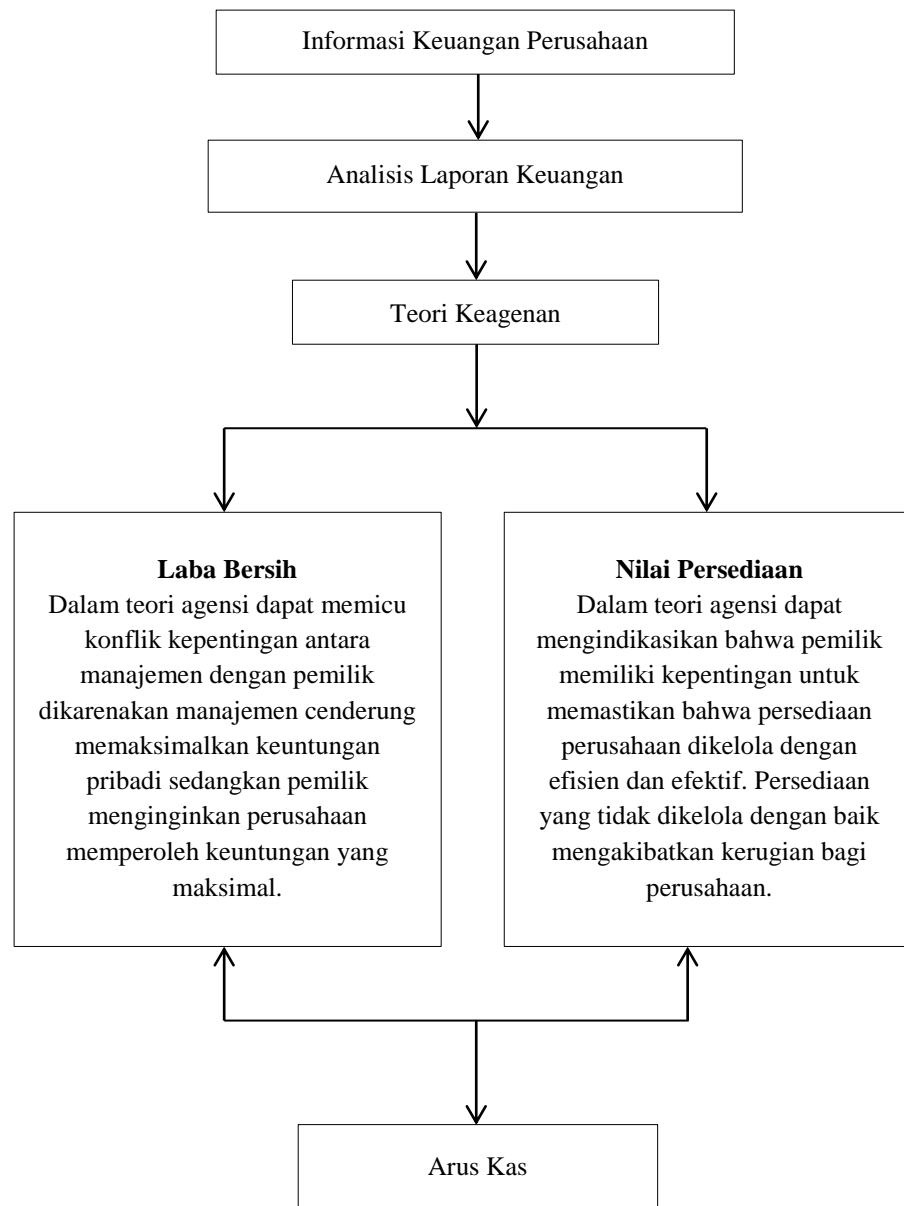 Informasi Keuangan Perusahaan
Analisis Laporan Keuangan
Teori Keagenan
Laba Bersih
Dalam teori agensi dapat memicu
konflik kepentingan antara
manajemen dengan pemilik
dikarenakan manajemen cenderung
memaksimalkan keuntungan
pribadi sedangkan pemilik
menginginkan perusahaan
memperoleh keuntungan yang
maksimal.
Nilai Persediaan
Dalam teori agensi dapat
mengindikasikan bahwa pemilik
memiliki kepentingan untuk
memastikan bahwa persediaan
perusahaan dikelola dengan
efisien dan efektif. Persediaan
yang tidak dikelola dengan baik
mengakibatkan kerugian bagi
perusahaan.
Arus Kas